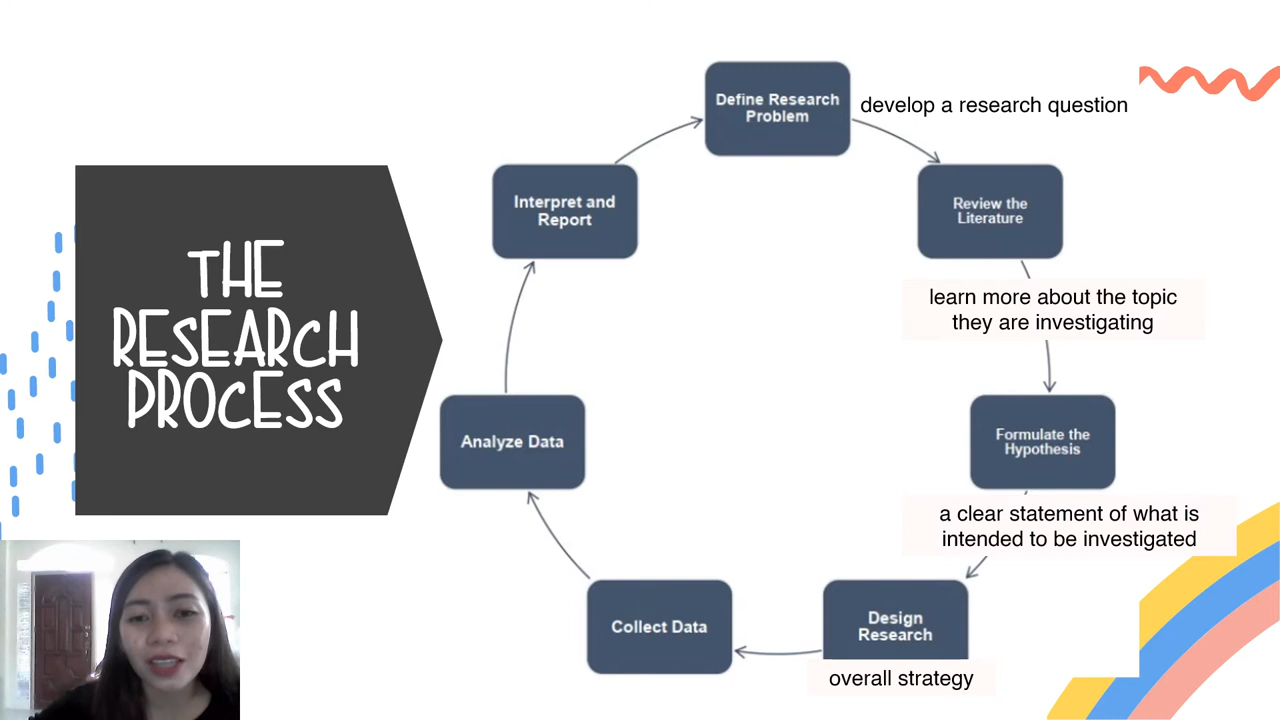 THE
RESEARCH
PROCESS
Define Research
Problem
develop a research question
Review the
Literature
learn more about the topic
they are investigating
Formulate the
Hypothesis
a clear statement of what is
intended to be investigated
Design
Research
overall strategy
Collect Data
Analyze Data
Interpret and
Report